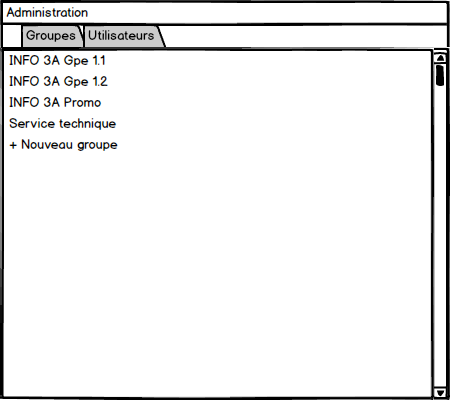 Administration
Groupes Utilisateurs
INFO 3A Gpe 1.1
INFO 3A Gpe 1.2
INFO 3A Promo
Service technique
+ Nouveau groupe